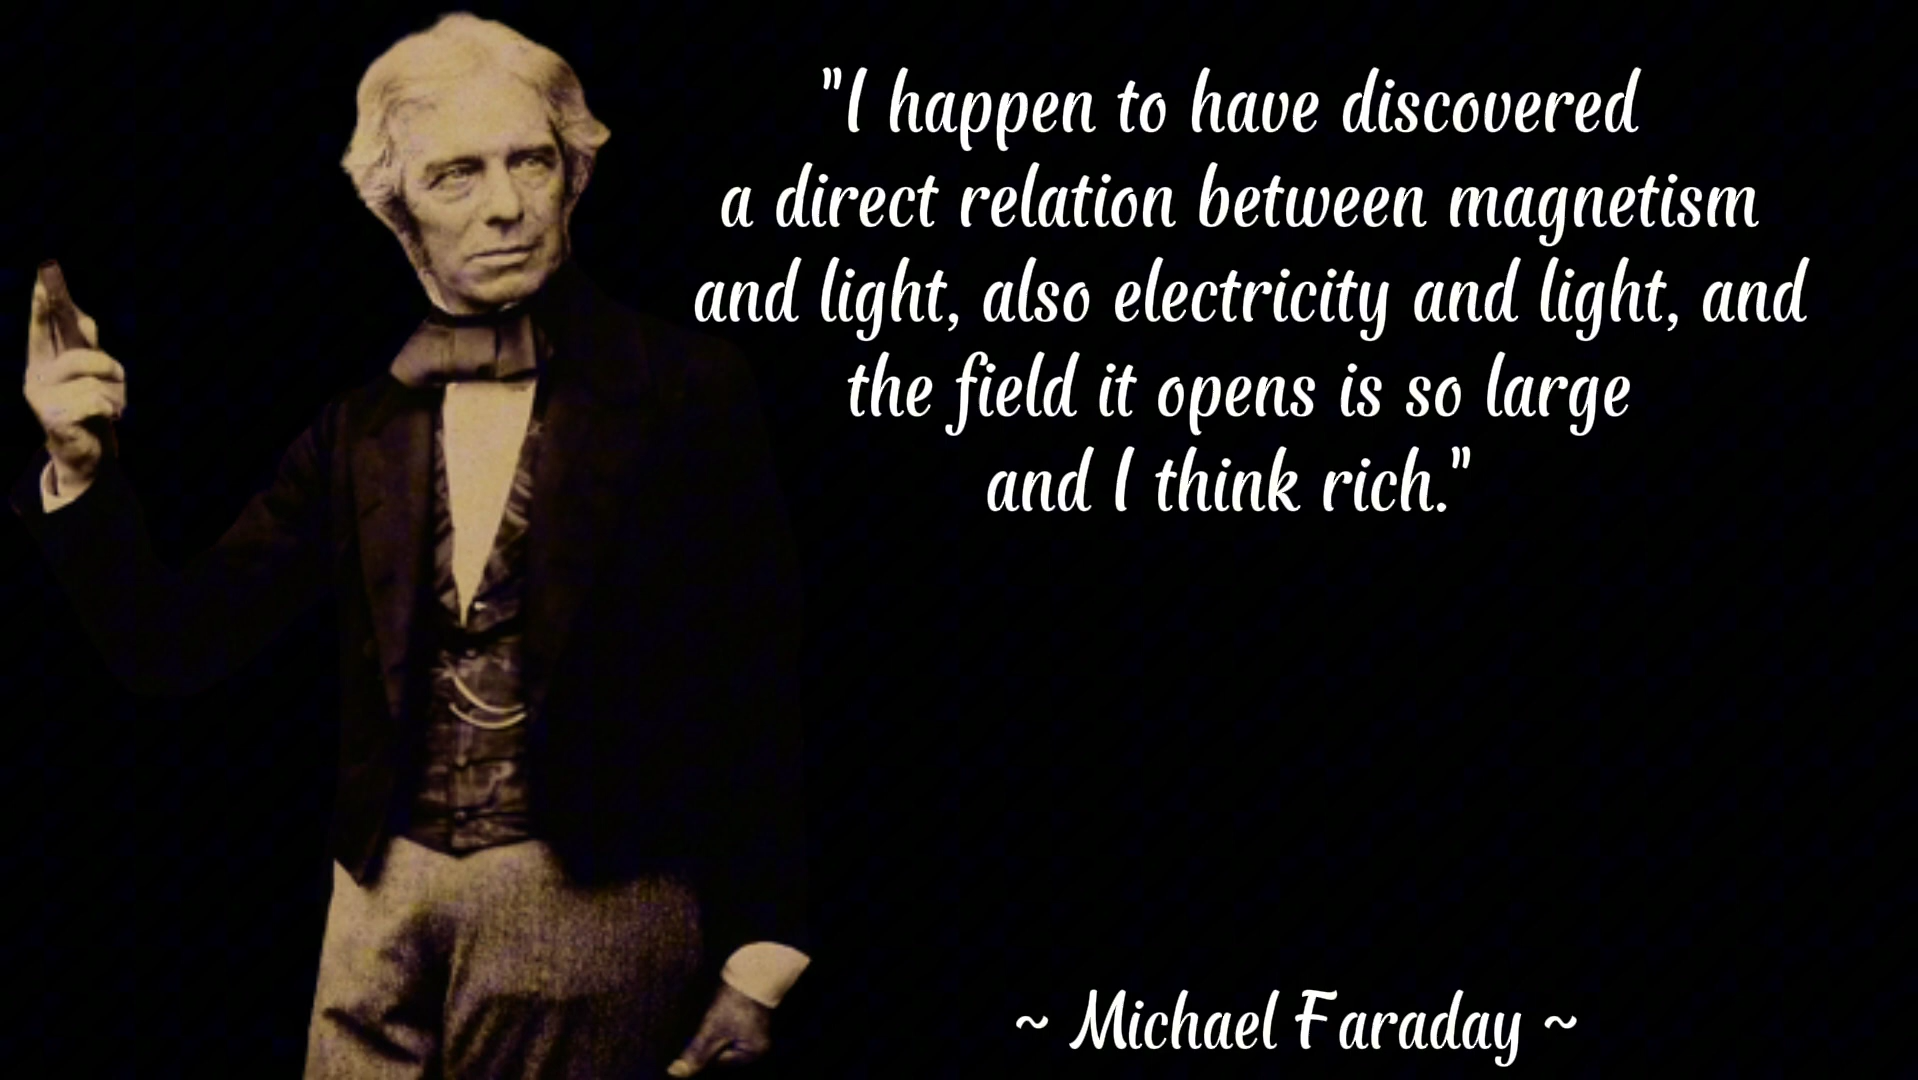 "I happen to have discovered
a direct relation between magnetism
and light, also electricity and light, and
the field it opens is so large
and I think rich."
~ Michael Faraday ~